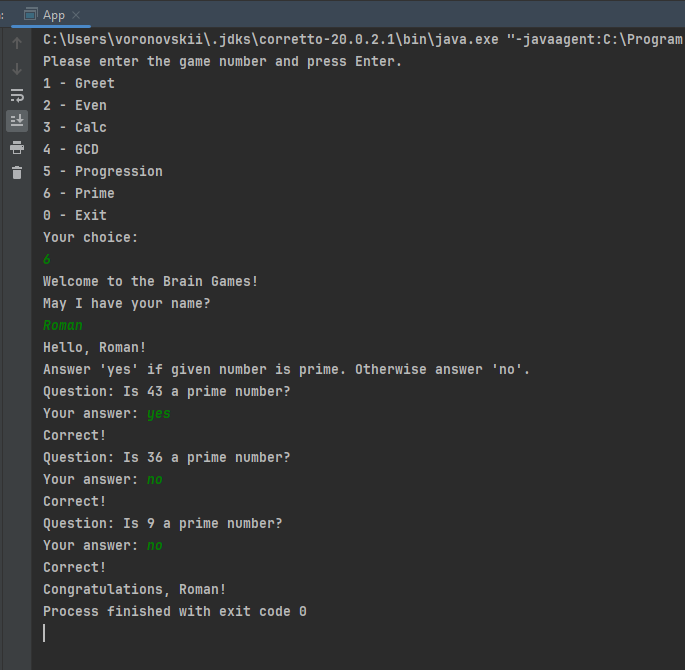 App
C:\Users\voronovskii\.jdks\corretto-20.0.2.1\bin\java.exe "-javaagent:C:\Program
Please enter the game number and press Enter.
1 - Greet
2 - Even
3 - Calc
4 - GCD
5 - Progression
6 - Prime
0 - Exit
Your choice:
6
Welcome to the Brain Games!
May I have your name?
Roman
Hello, Roman!
Answer 'yes' if given number is prime. Otherwise answer 'no'.
Question: Is 43 a prime number?
Your answer: yes
Correct!
Question: Is 36 a prime number?
Your answer: no
Correct!
Question: Is 9 a prime number?
Your answer: no
Correct!
Congratulations, Roman!
Process finished with exit code 0